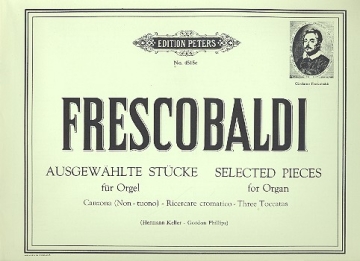 EDITION PETERS
No. 4515c
Girolamo Frescobaldi
FRESCOBALDI
AUSGEWÄHLTE STÜCKE SELECTED PIECES
für Orgel for Organ
Canzona (Non-tuono) - Ricercare cromatico - Three Toccatas
(Hermann Keller - Gordon Phillips)